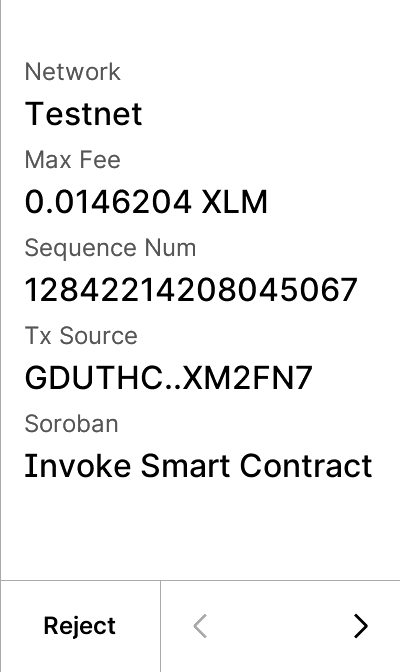 Network
Testnet
Max Fee
0.0146204 XLM
Sequence Num
12842214208045067
Tx Source
GDUTHC..XM2FN7
Soroban
Invoke Smart Contract
Reject